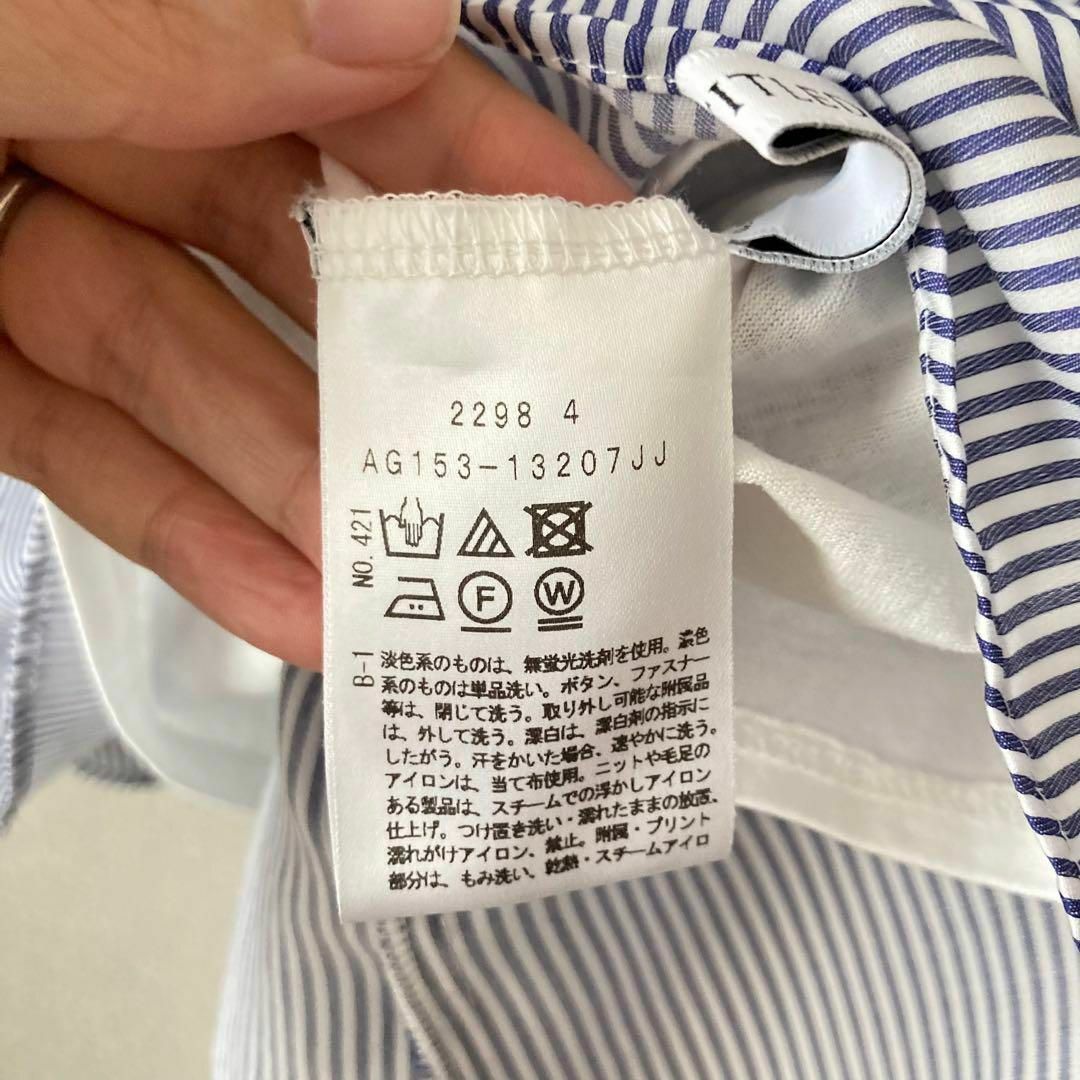 ITTLEU
2298 4
AG153-13207JJ
NO.421
F W
B-1
淡色系のものは、無蛍光洗剤を使用。濃色
系のものは単品洗い。ボタン、ファスナー
等は、閉じて洗う。取り外し可能な附属品
は、外して洗う。漂白は、漂白剤の指示に
したがう。汗をかいた場合、速やかに洗う。
アイロンは、当て布使用。ニットや毛足の
ある製品は、スチームでの浮かしアイロン
仕上げ。つけ置き洗い・濡れたままの放置、
濡れがけアイロン、禁止。附属・プリント
部分は、もみ洗い、乾熱・スチームアイロ